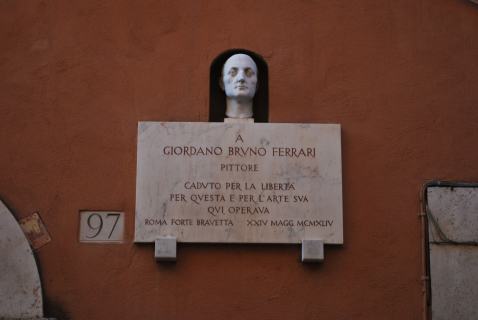 A
GIORDANO BRVNO FERRARI
PITTORE
CADVTO PER LA LIBERTÀ
PER QVESTA E PER L'ARTE SVA
QVI OPERAVA
ROMA FORTE BRAVETTA XXIV MAGG MCMXLIV
97